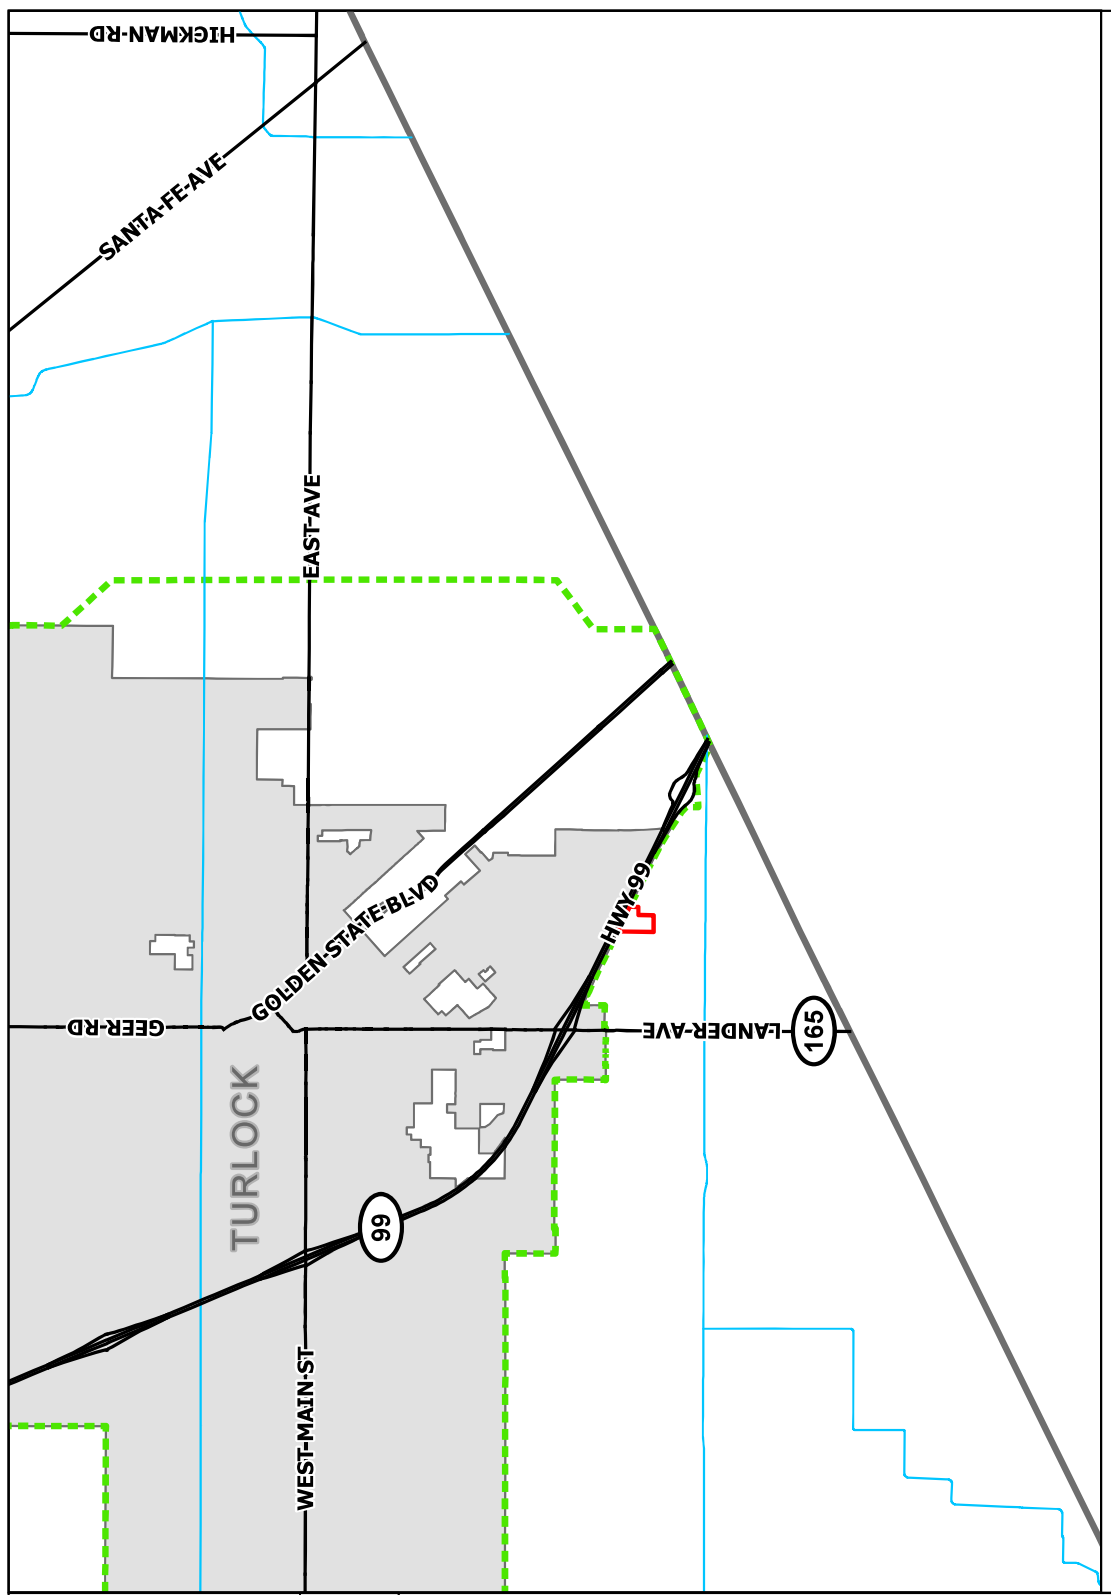 HICKMAN RD
SANTA FE AVE
EAST AVE
HWY 99
GOLDEN STATE BLVD
GEER RD
LANDER AVE
165
TURLOCK
99
WEST MAIN ST